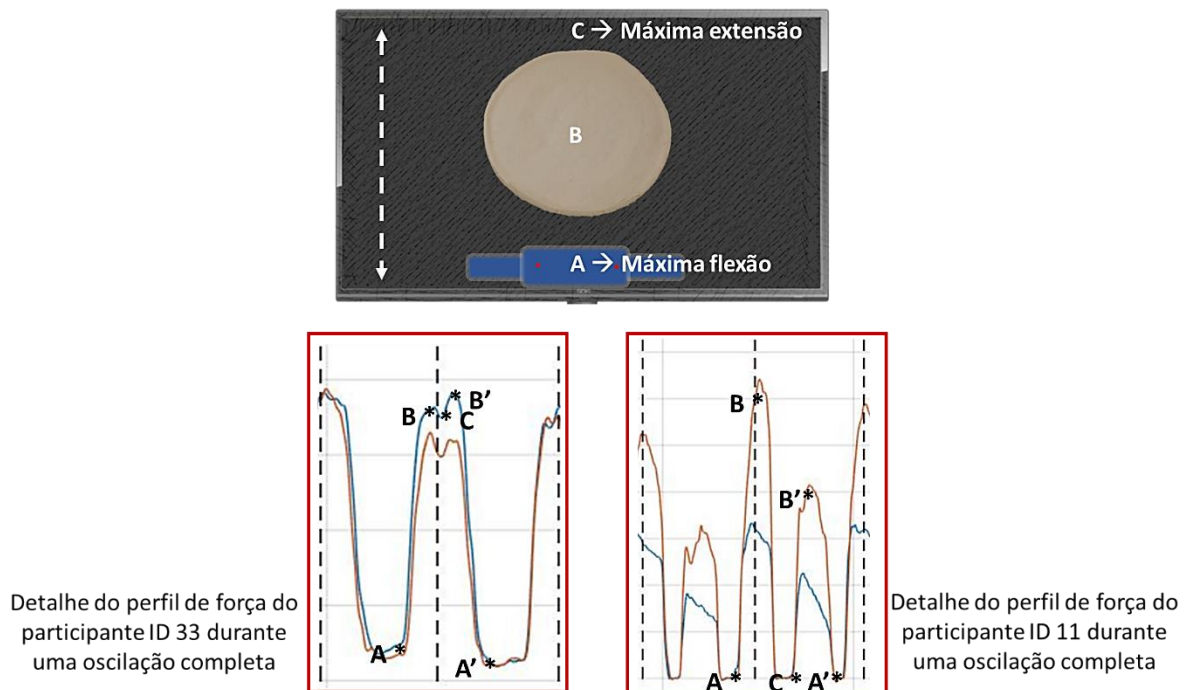 C → Máxima extensão
B
A → Máxima flexão
B * * B’
* C
A *
A’ *
B *
B’ *
A * C * A’ *
Detalhe do perfil de força do
participante ID 33 durante
uma oscilação completa
Detalhe do perfil de força do
participante ID 11 durante
uma oscilação completa